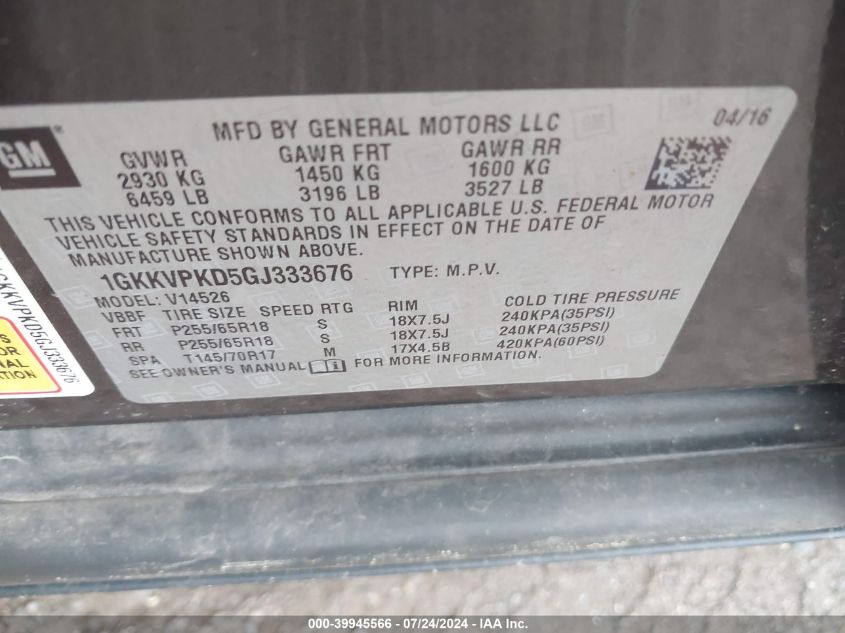 GM ®
MFD BY GENERAL MOTORS LLC
04/16
GVWR GAWR FRT GAWR RR
2930 KG 1450 KG 1600 KG
6459 LB 3196 LB 3527 LB
THIS VEHICLE CONFORMS TO ALL APPLICABLE U.S. FEDERAL MOTOR
VEHICLE SAFETY STANDARDS IN EFFECT ON THE DATE OF
MANUFACTURE SHOWN ABOVE.
1GKKVPKD5GJ333676 TYPE: M.P.V.
MODEL: V14526
VBBF TIRE SIZE SPEED RTG RIM COLD TIRE PRESSURE
FRT P255/65R18 S 18X7.5J 240KPA(35PSI)
RR P255/65R18 S 18X7.5J 240KPA(35PSI)
SPA T145/70R17 M 17X4.5B 420KPA(60PSI)
SEE OWNER'S MANUAL FOR MORE INFORMATION.
GKKVPKD5GJ333676
000-39945566 / 07/24/2024 - IAA Inc.